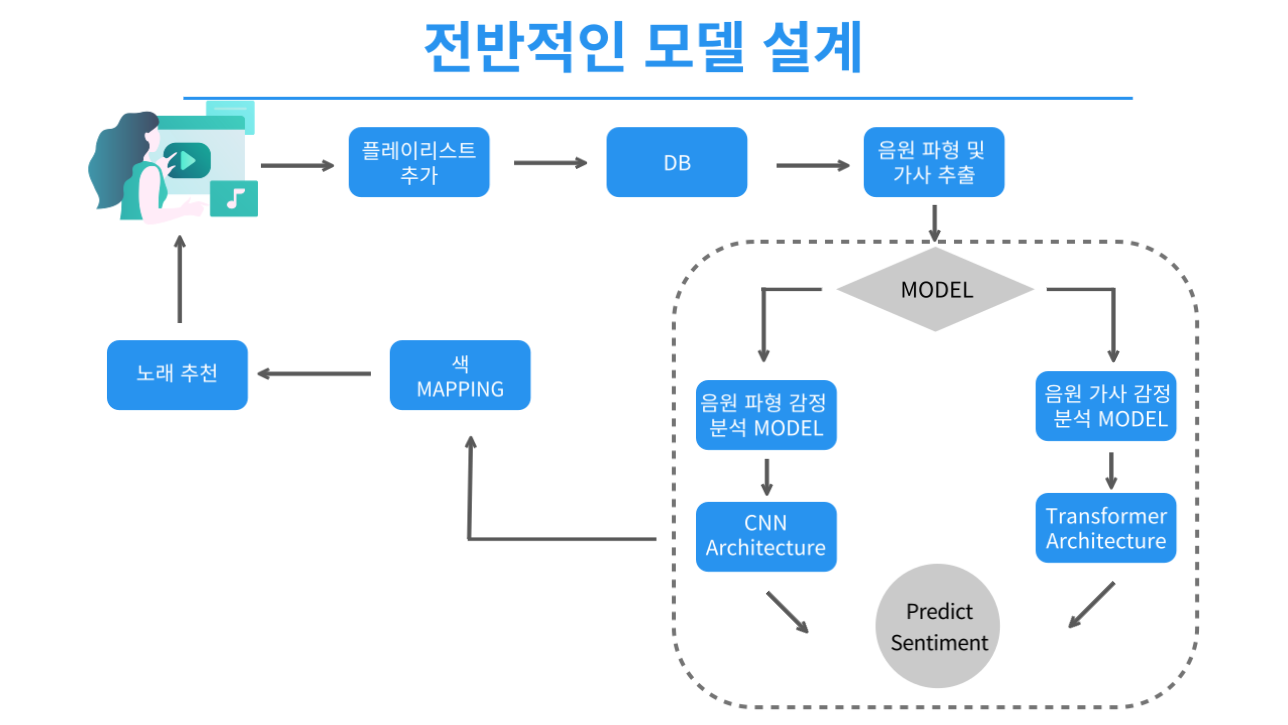 전반적인 모델 설계
플레이리스트
추가
DB
음원 파형 및
가사 추출
MODEL
노래 추천
색
MAPPING
음원 파형 감정
분석 MODEL
음원 가사 감정
분석 MODEL
CNN
Architecture
Transformer
Architecture
Predict
Sentiment